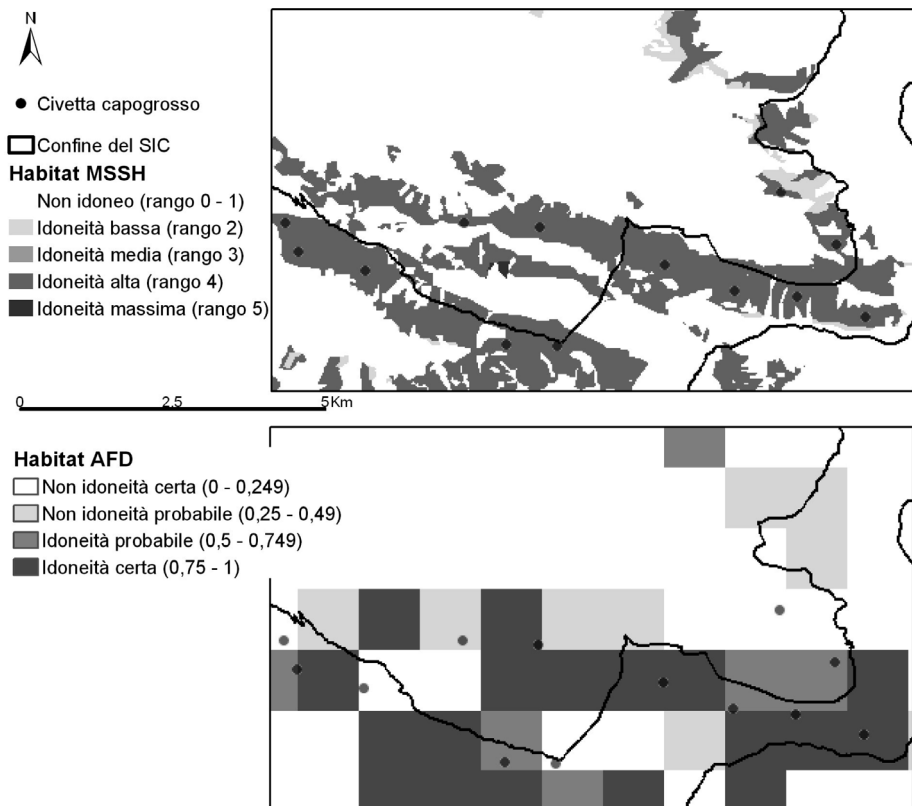 N
Civetta capogrosso
Confine del SIC
Habitat MSSH
Non idoneo (rango 0 - 1)
Idoneità bassa (rango 2)
Idoneità media (rango 3)
Idoneità alta (rango 4)
Idoneità massima (rango 5)
0 2.5 5Km
Habitat AFD
Non idoneità certa (0 - 0,249)
Non idoneità probabile (0,25 - 0,49)
Idoneità probabile (0,5 - 0,749)
Idoneità certa (0,75 - 1)